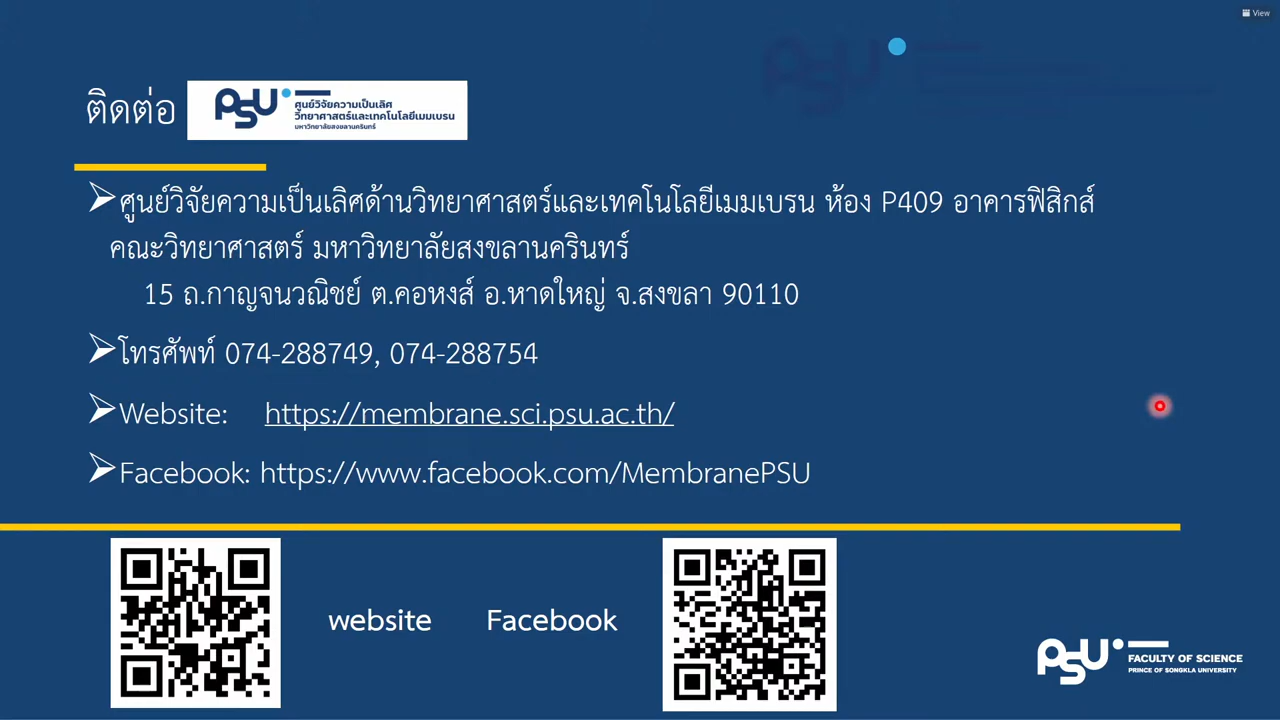 View
ติดต่อ
PSU
ศูนย์วิจัยความเป็นเลิศ
วิทยาศาสตร์และเทคโนโลยีเมมเบรน
มหาวิทยาลัยสงขลานครินทร์
➢ศูนย์วิจัยความเป็นเลิศด้านวิทยาศาสตร์และเทคโนโลยีเมมเบรน ห้อง P409 อาคารฟิสิกส์
คณะวิทยาศาสตร์ มหาวิทยาลัยสงขลานครินทร์
15 ถ.กาญจนวณิชย์ ต.คอหงส์ อ.หาดใหญ่ จ.สงขลา 90110
➢โทรศัพท์ 074-288749, 074-288754
➢Website: https://membrane.sci.psu.ac.th/
➢Facebook: https://www.facebook.com/MembranePSU
website Facebook
PSU
FACULTY OF SCIENCE
PRINCE OF SONGKLA UNIVERSITY